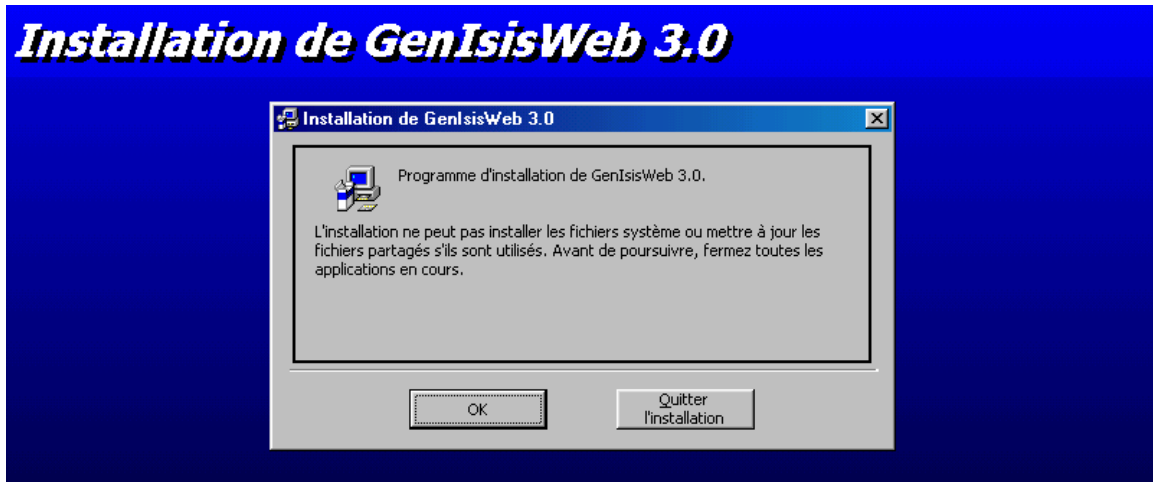 Installation de GenIsisWeb 3.0
Installation de GenIsisWeb 3.0
Programme d'installation de GenIsisWeb 3.0.
L'installation ne peut pas installer les fichiers système ou mettre à jour les
fichiers partagés s'ils sont utilisés. Avant de poursuivre, fermez toutes les
applications en cours.
OK
Quitter
l'installation